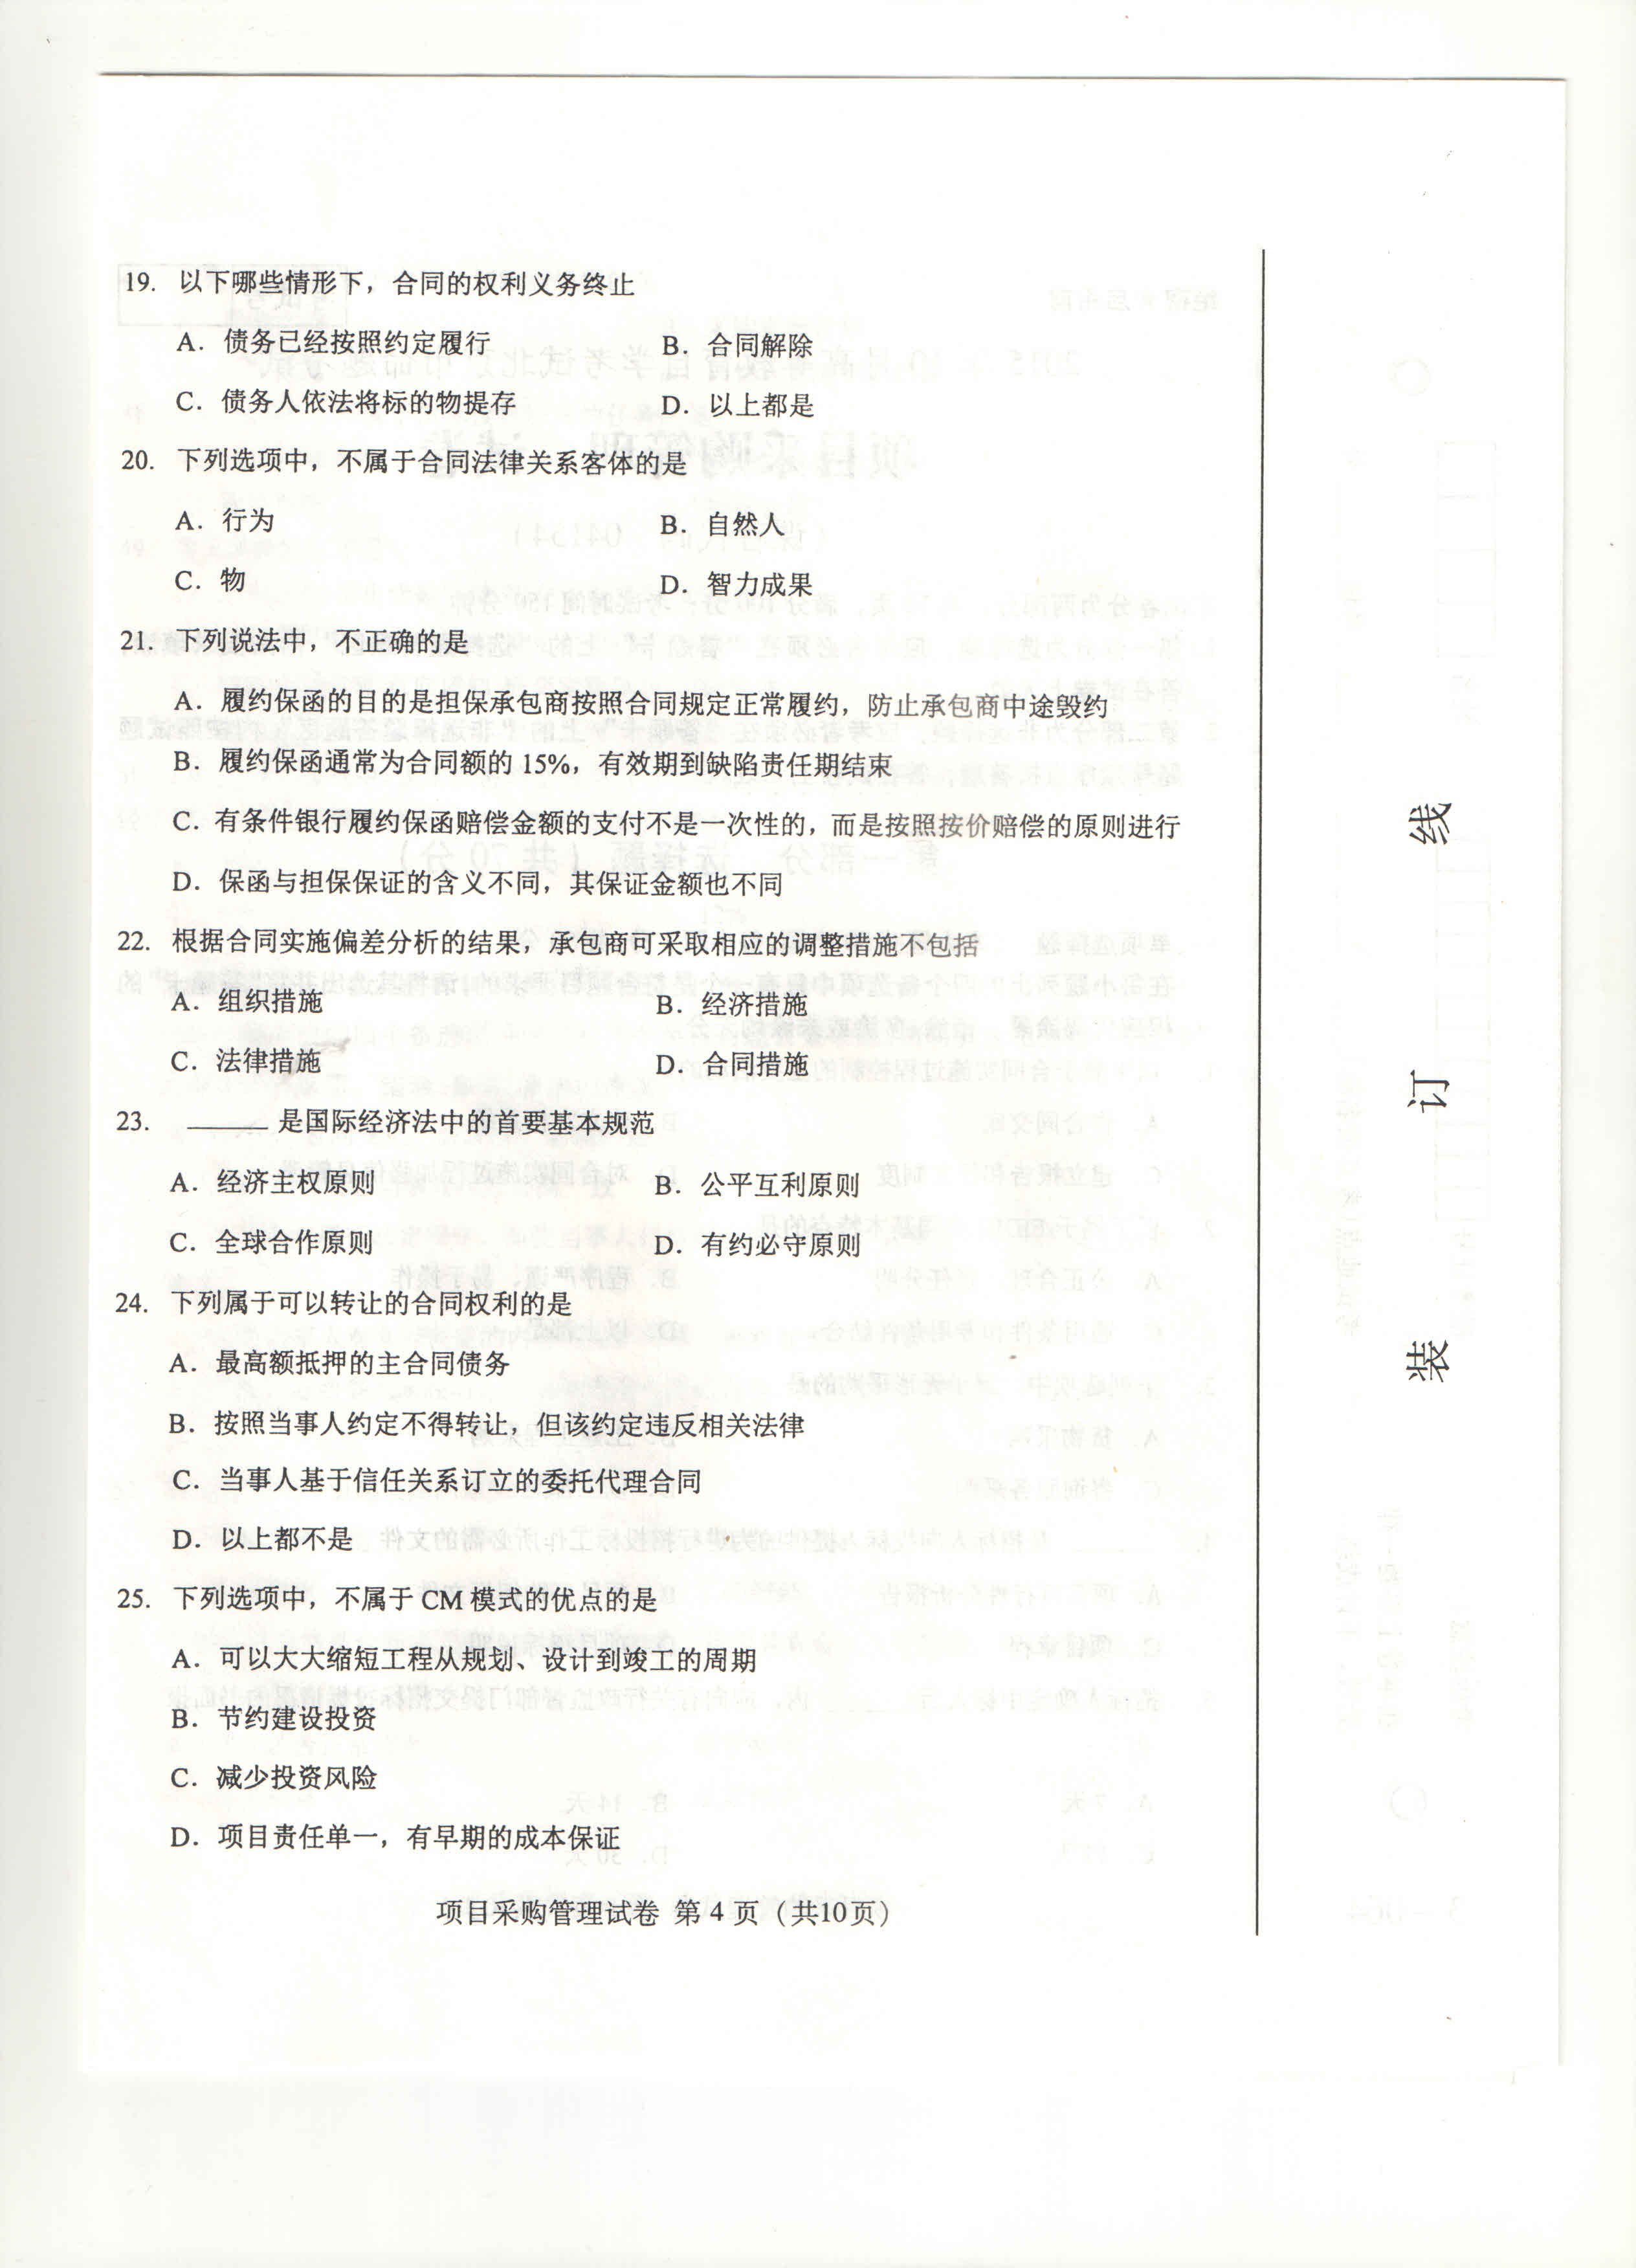 19. 以下哪些情形下，合同的权利义务终止
A. 债务已经按照约定履行 B. 合同解除
C. 债务人依法将标的物提存 D. 以上都是
20. 下列选项中，不属于合同法律关系客体的是
A. 行为 B. 自然人
C. 物 D. 智力成果
21. 下列说法中，不正确的是
A. 履约保函的目的是担保承包商按照合同规定正常履约，防止承包商中途毁约
B. 履约保函通常为合同额的 15%，有效期到缺陷责任期结束
C. 有条件银行履约保函赔偿金额的支付不是一次性的，而是按照按价赔偿的原则进行
D. 保函与担保保证的含义不同，其保证金额也不同
22. 根据合同实施偏差分析的结果，承包商可采取相应的调整措施不包括
A. 组织措施 B. 经济措施
C. 法律措施 D. 合同措施
23. ______ 是国际经济法中的首要基本规范
A. 经济主权原则 B. 公平互利原则
C. 全球合作原则 D. 有约必守原则
24. 下列属于可以转让的合同权利的是
A. 最高额抵押的主合同债务
B. 按照当事人约定不得转让，但该约定违反相关法律
C. 当事人基于信任关系订立的委托代理合同
D. 以上都不是
25. 下列选项中，不属于 CM 模式的优点的是
A. 可以大大缩短工程从规划、设计到竣工的周期
B. 节约建设投资
C. 减少投资风险
D. 项目责任单一，有早期的成本保证
项目采购管理试卷 第 4 页（共10页）
装 订 线